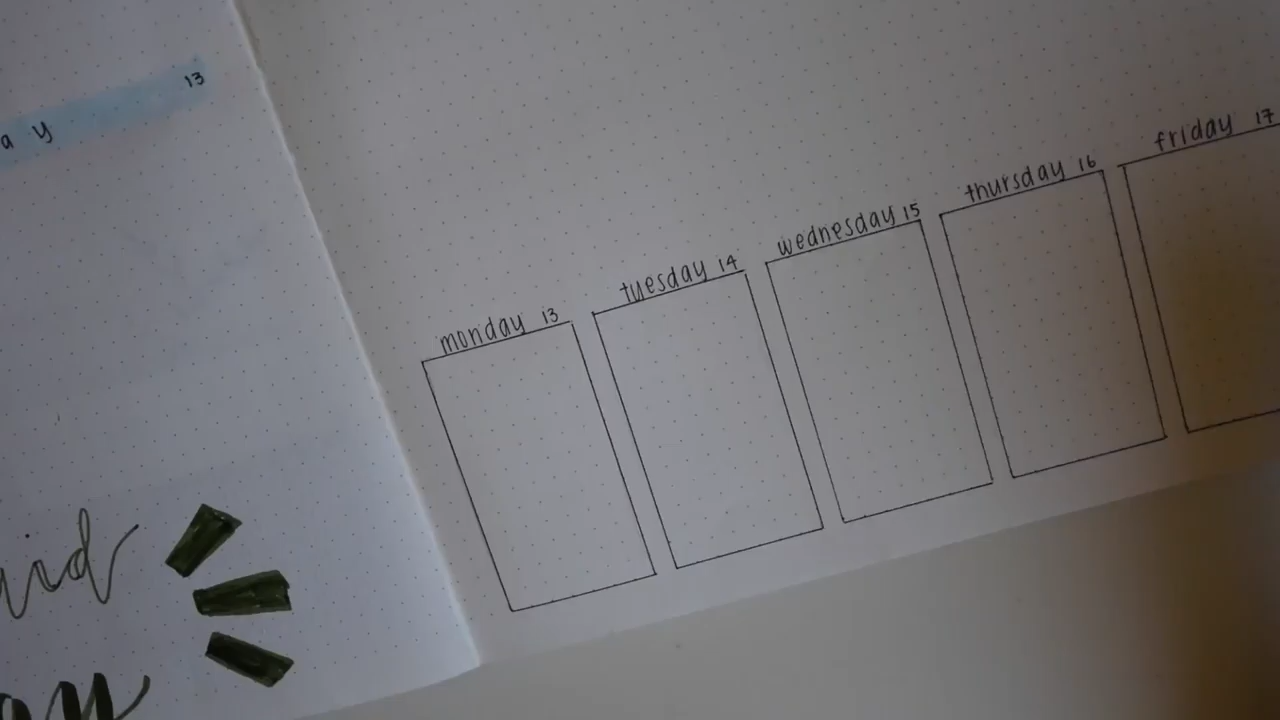 a y 13
monday 13
tuesday 14
wednesday 15
thursday 16
friday 17